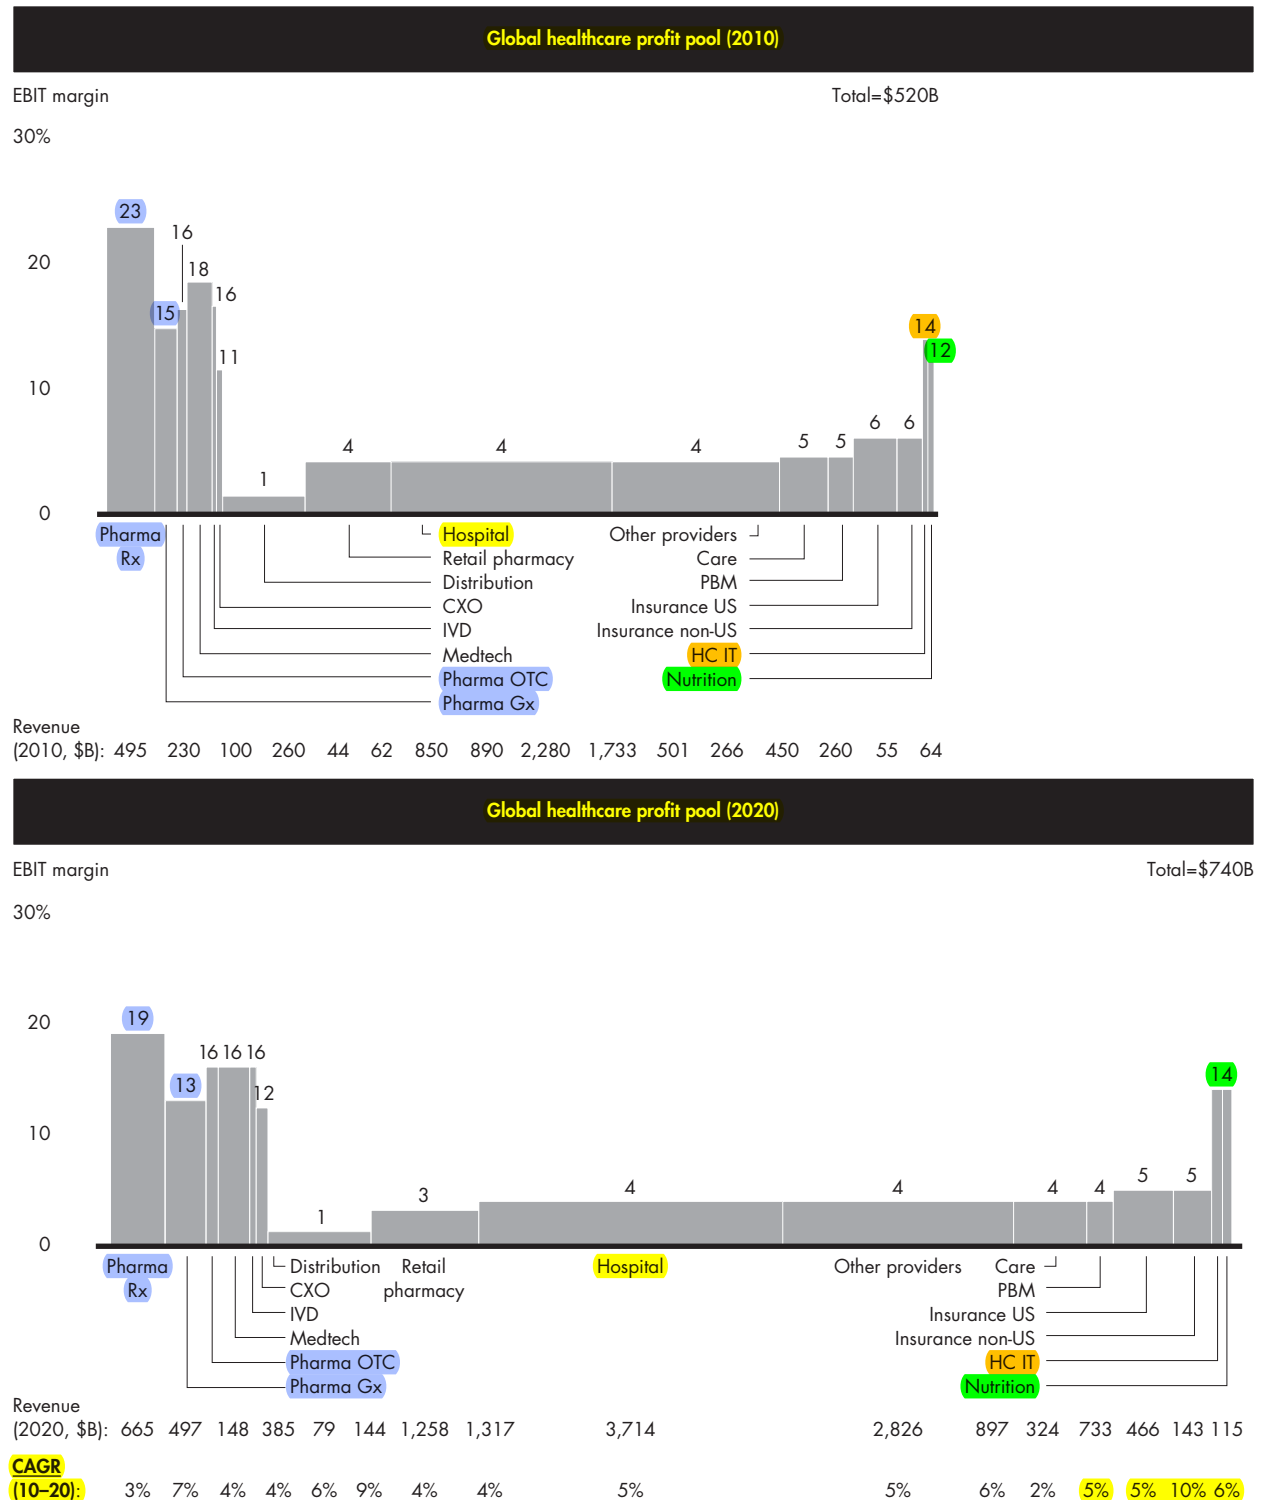 Global healthcare profit pool (2010)
EBIT margin Total=$520B
30%
23
16
20
18
16
15
14
12
11
10
6 6
5 5
4 4 4
1
0
Pharma
Rx
Hospital Other providers
Retail pharmacy Care
Distribution PBM
CXO Insurance US
IVD Insurance non-US
Medtech HC IT
Pharma OTC Nutrition
Pharma Gx
Revenue
(2010, $B): 495 230 100 260 44 62 850 890 2,280 1,733 501 266 450 260 55 64
Global healthcare profit pool (2020)
EBIT margin Total=$740B
30%
20
19
16 16 16
14
13
12
10
5 5
4 4 4 4
3
1
0
Pharma
Rx
Distribution Retail
pharmacy
Hospital Other providers Care
CXO PBM
IVD Insurance US
Medtech Insurance non-US
Pharma OTC HC IT
Pharma Gx Nutrition
Revenue
(2020, $B): 665 497 148 385 79 144 1,258 1,317 3,714 2,826 897 324 733 466 143 115
CAGR
(10–20): 3% 7% 4% 4% 6% 9% 4% 4% 5% 5% 6% 2% 5% 5% 10% 6%